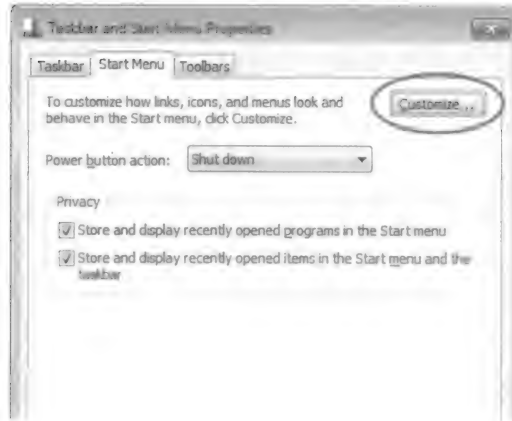 Taskbar and Start Menu Properties
Taskbar Start Menu Toolbars
To customize how links, icons, and menus look and
behave in the Start menu, click Customize.
Customize...
Power button action: Shut down
Privacy
Store and display recently opened programs in the Start menu
Store and display recently opened items in the Start menu and the
taskbar